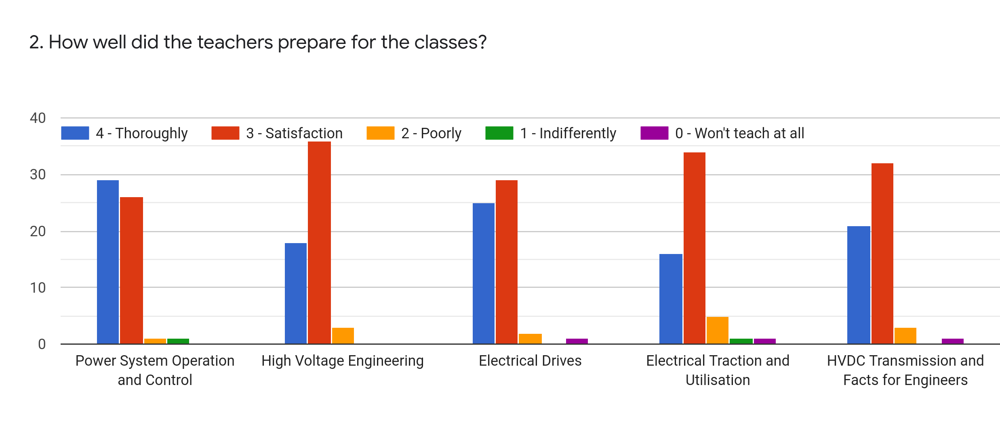 2. How well did the teachers prepare for the classes?
40
4 - Thoroughly 3 - Satisfaction 2 - Poorly 1 - Indifferently 0 - Won't teach at all
30
20
10
0
Power System Operation and Control
High Voltage Engineering
Electrical Drives
Electrical Traction and Utilisation
HVDC Transmission and Facts for Engineers